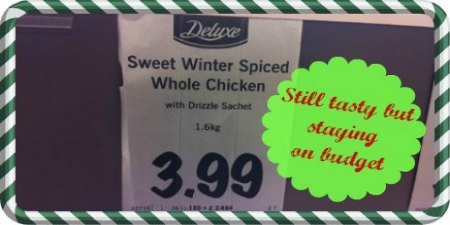 Deluxe
Sweet Winter Spiced
Whole Chicken
with Drizzle Sachet
1.6kg
3.99
Still tasty but
staying
on budget